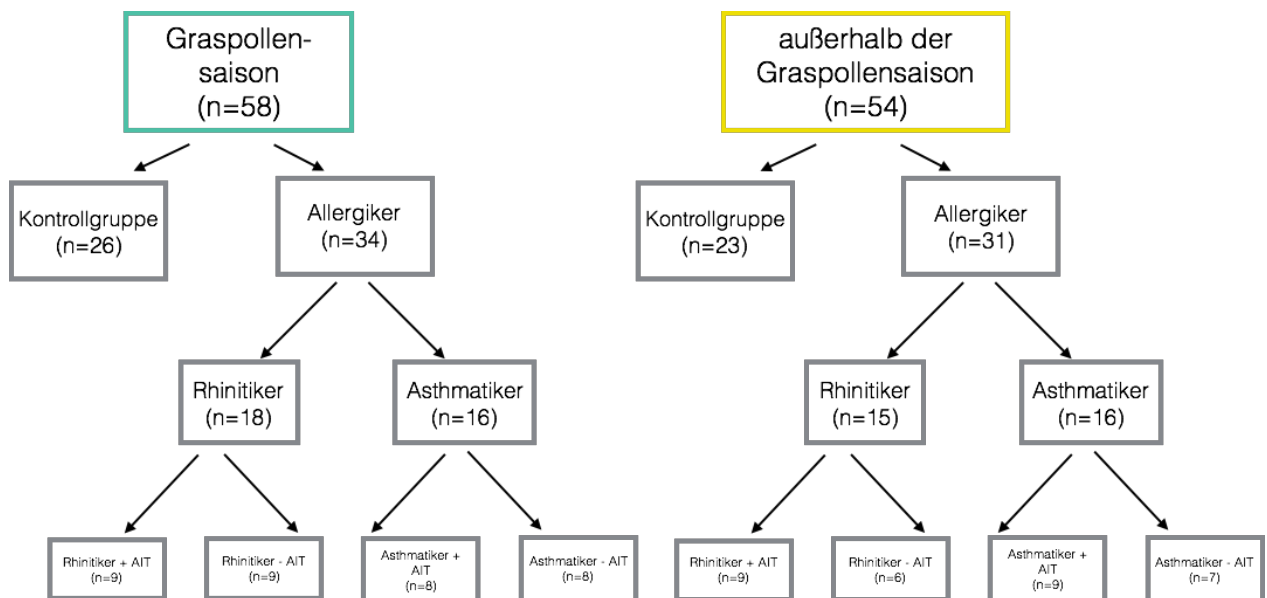 Graspollen-
saison
(n=58)
außerhalb der
Graspollensaison
(n=54)
Kontrollgruppe
(n=26)
Allergiker
(n=34)
Kontrollgruppe
(n=23)
Allergiker
(n=31)
Rhinitiker
(n=18)
Asthmatiker
(n=16)
Rhinitiker
(n=15)
Asthmatiker
(n=16)
Rhinitiker + AIT
(n=9)
Rhinitiker - AIT
(n=9)
Asthmatiker +
AIT
(n=8)
Asthmatiker - AIT
(n=8)
Rhinitiker + AIT
(n=9)
Rhinitiker - AIT
(n=6)
Asthmatiker +
AIT
(n=9)
Asthmatiker - AIT
(n=7)